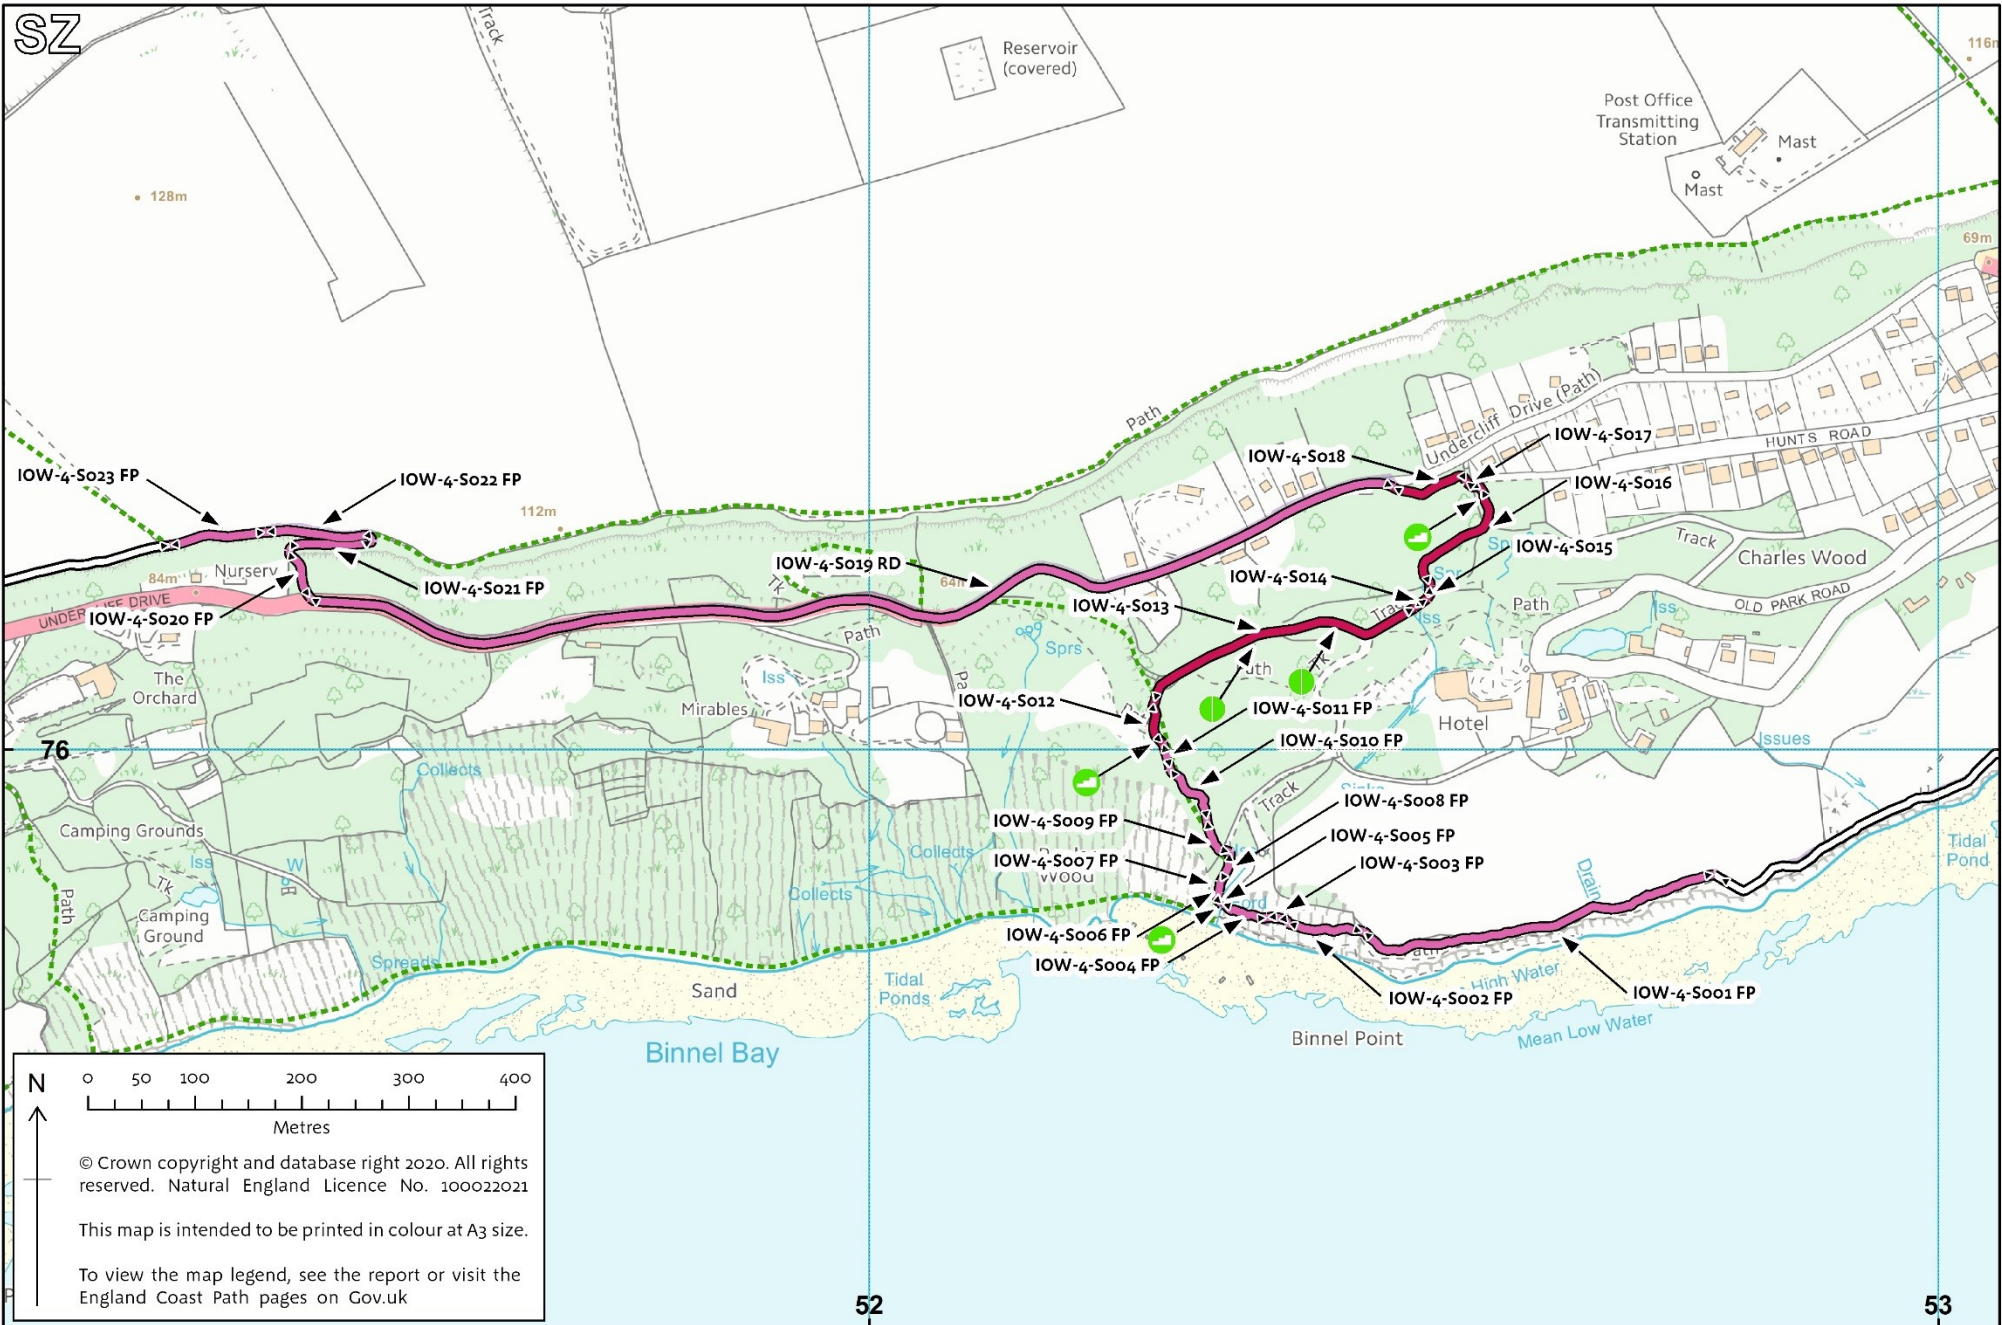 SZ
Track
Reservoir
(covered)
116m
Post Office
Transmitting
Station
Mast
Mast
128m
69m
Path
Undercliff Drive (Path)
HUNTS ROAD
IOW-4-S017
IOW-4-S018
IOW-4-S016
IOW-4-S023 FP
IOW-4-S022 FP
112m
IOW-4-S015
Track
Charles Wood
IOW-4-S019 RD
64m
IOW-4-S014
84m
Nursery
IOW-4-S021 FP
Tk
IOW-4-S013
Track
Path
OLD PARK ROAD
Iss
Iss
UNDERCLIFF DRIVE
IOW-4-S020 FP
Path
Sprs
Tk
The
Orchard
Iss
Mirables
IOW-4-S012
IOW-4-S011 FP
Hotel
IOW-4-S010 FP
Issues
76
Collects
Track
IOW-4-S008 FP
IOW-4-S009 FP
IOW-4-S005 FP
Camping Grounds
Collects
IOW-4-S007 FP
IOW-4-S003 FP
Tidal
Pond
Iss
W
Wood
Tk
Collects
Drain
Path
Camping
Ground
IOW-4-S006 FP
IOW-4-S004 FP
Spreads
Tidal
Ponds
Sand
High Water
IOW-4-S002 FP
IOW-4-S001 FP
Binnel Point
Mean Low Water
Binnel Bay
N
0 50 100 200 300 400
Metres
© Crown copyright and database right 2020. All rights
reserved. Natural England Licence No. 100022021
This map is intended to be printed in colour at A3 size.
To view the map legend, see the report or visit the
England Coast Path pages on Gov.uk
52
53